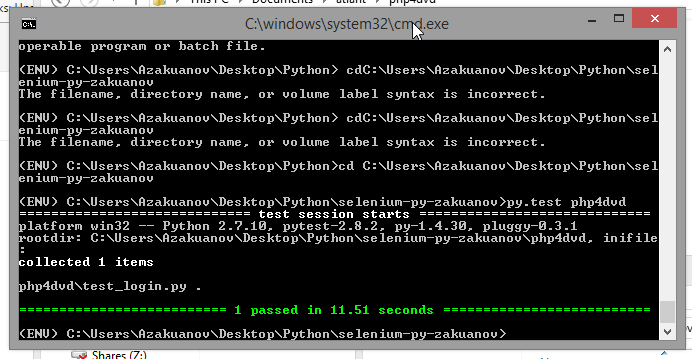 This PC
Documents
atlant
php4dvd
C:\windows\system32\cmd.exe
operable program or batch file.
(ENV) C:\Users\Azakuanov\Desktop\Python> cdC:\Users\Azakuanov\Desktop\Python\sel
enium-py-zakuanov
The filename, directory name, or volume label syntax is incorrect.
(ENV) C:\Users\Azakuanov\Desktop\Python> cdC:\Users\Azakuanov\Desktop\Python\sel
enium-py-zakuanov
The filename, directory name, or volume label syntax is incorrect.
(ENV) C:\Users\Azakuanov\Desktop\Python>cd C:\Users\Azakuanov\Desktop\Python\sel
enium-py-zakuanov
(ENV) C:\Users\Azakuanov\Desktop\Python\selenium-py-zakuanov>py.test php4dvd
============================= test session starts =============================
platform win32 -- Python 2.7.10, pytest-2.8.2, py-1.4.30, pluggy-0.3.1
rootdir: C:\Users\Azakuanov\Desktop\Python\selenium-py-zakuanov\php4dvd, inifile
:
collected 1 items
php4dvd\test_login.py .
========================== 1 passed in 11.51 seconds ==========================
(ENV) C:\Users\Azakuanov\Desktop\Python\selenium-py-zakuanov>
Shares (Z:)